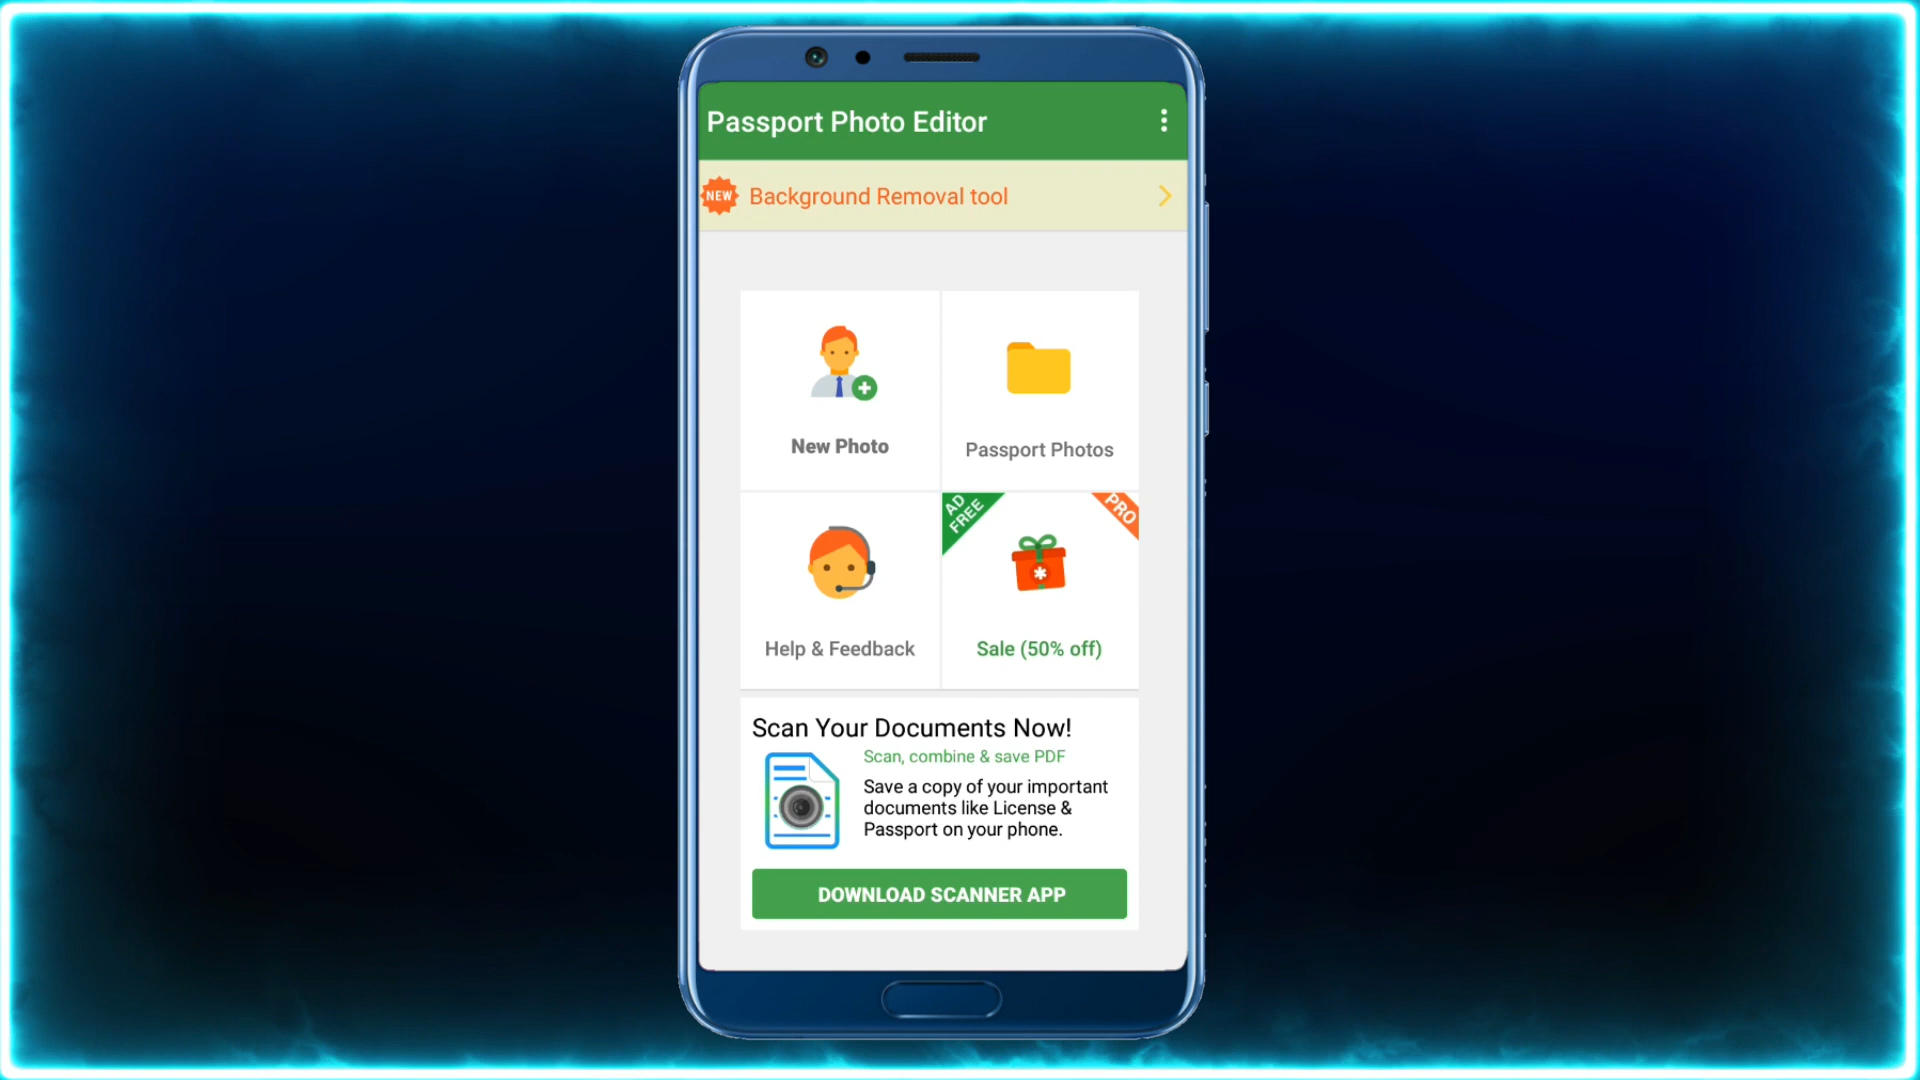 Passport Photo Editor
NEW Background Removal tool
New Photo
Passport Photos
AD
FREE
PRO
Help & Feedback
Sale (50% off)
Scan Your Documents Now!
Scan, combine & save PDF
Save a copy of your important
documents like License &
Passport on your phone.
DOWNLOAD SCANNER APP